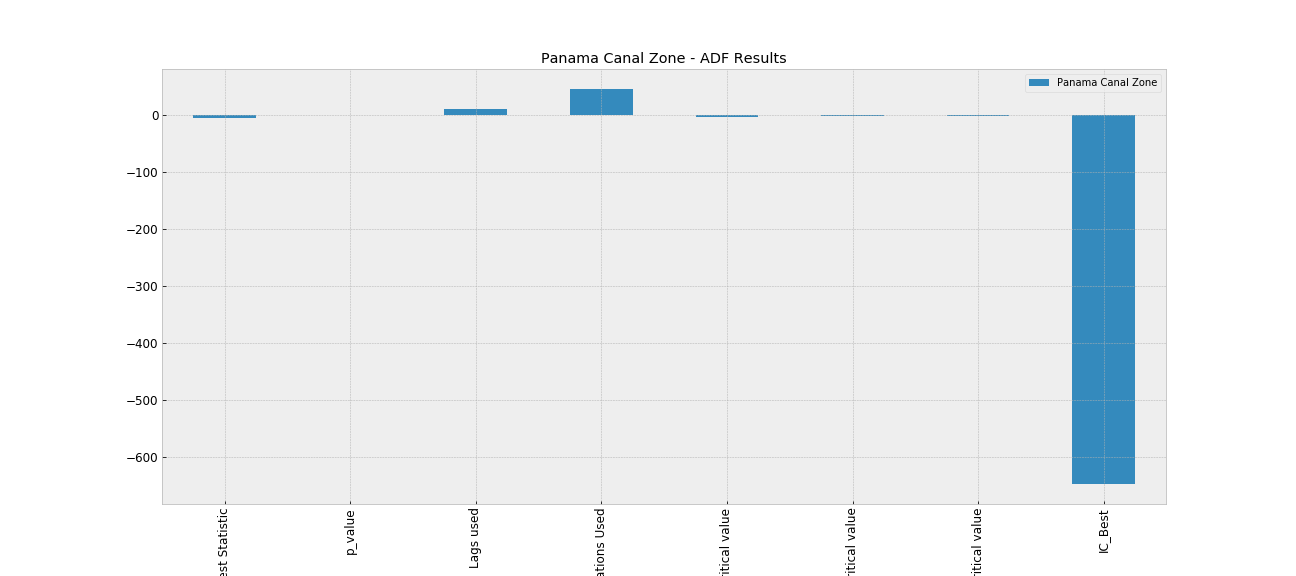 Panama Canal Zone - ADF Results
Panama Canal Zone
0
−100
−200
−300
−400
−500
−600
est Statistic
p_value
Lags used
ations Used
ritical value
ritical value
ritical value
IC_Best